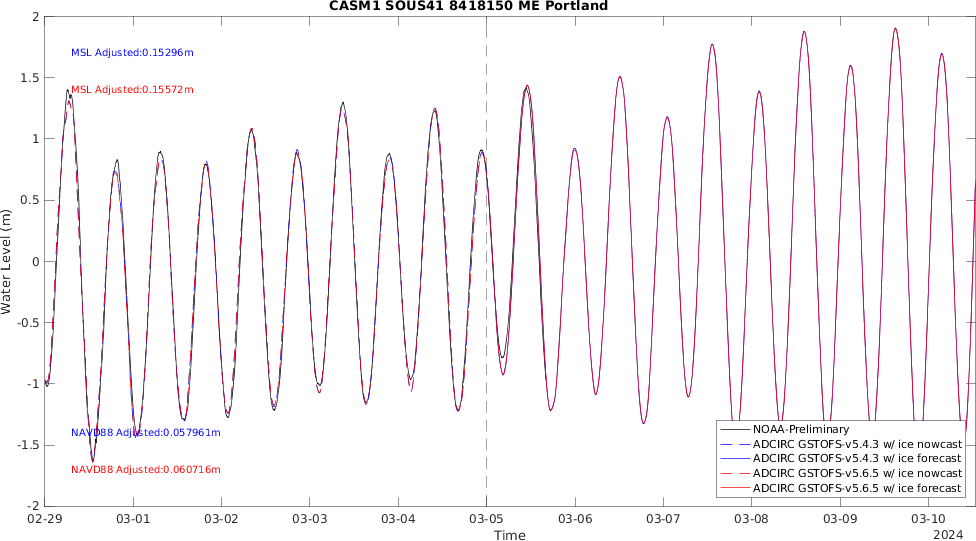 CASM1 SOUS41 8418150 ME Portland
2
1.5
1
0.5
0
-0.5
-1
-1.5
-2
Water Level (m)
MSL Adjusted:0.15296m
MSL Adjusted:0.15572m
NAVD88 Adjusted:0.057961m
NAVD88 Adjusted:0.060716m
NOAA-Preliminary
ADCIRC GSTOFS-v5.4.3 w/ ice nowcast
ADCIRC GSTOFS-v5.4.3 w/ ice forecast
ADCIRC GSTOFS-v5.6.5 w/ ice nowcast
ADCIRC GSTOFS-v5.6.5 w/ ice forecast
02-29 03-01 03-02 03-03 03-04 03-05 03-06 03-07 03-08 03-09 03-10
Time
2024